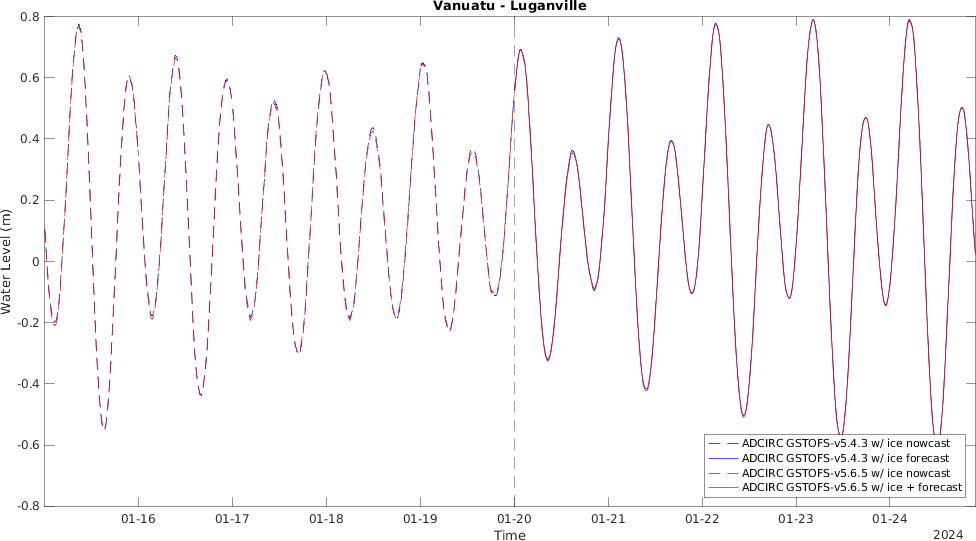 Vanuatu - Luganville
0.8
0.6
0.4
0.2
0
-0.2
-0.4
-0.6
-0.8
Water Level (m)
ADCIRC GSTOFS-v5.4.3 w/ ice nowcast
ADCIRC GSTOFS-v5.4.3 w/ ice forecast
ADCIRC GSTOFS-v5.6.5 w/ ice nowcast
ADCIRC GSTOFS-v5.6.5 w/ ice + forecast
01-16 01-17 01-18 01-19 01-20 01-21 01-22 01-23 01-24
Time
2024